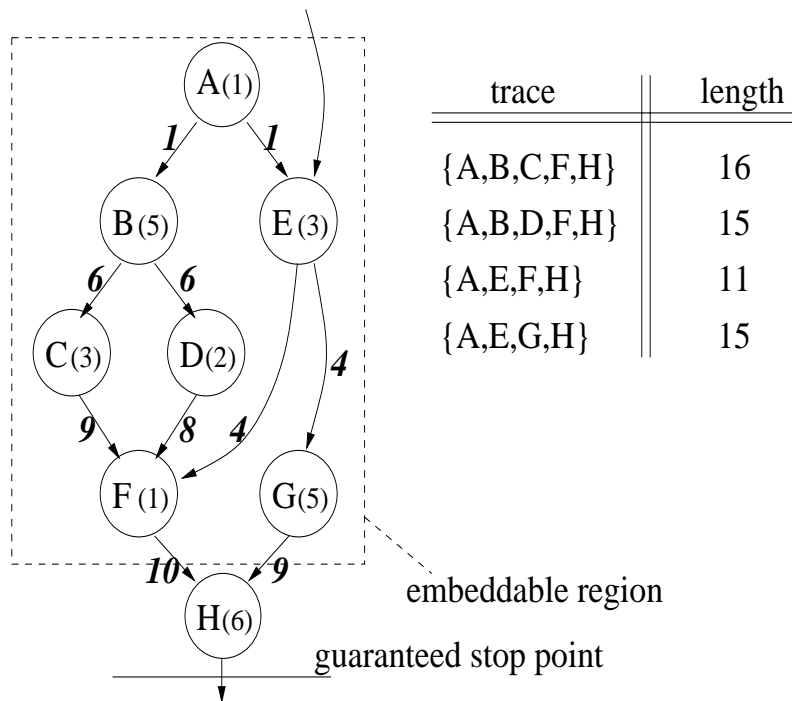 A(1)
1 1
B(5) E(3)
6 6
C(3) D(2)
4
9 8 4
F(1) G(5)
10 9
H(6)
trace length
{A,B,C,F,H} 16
{A,B,D,F,H} 15
{A,E,F,H} 11
{A,E,G,H} 15
embeddable region
guaranteed stop point